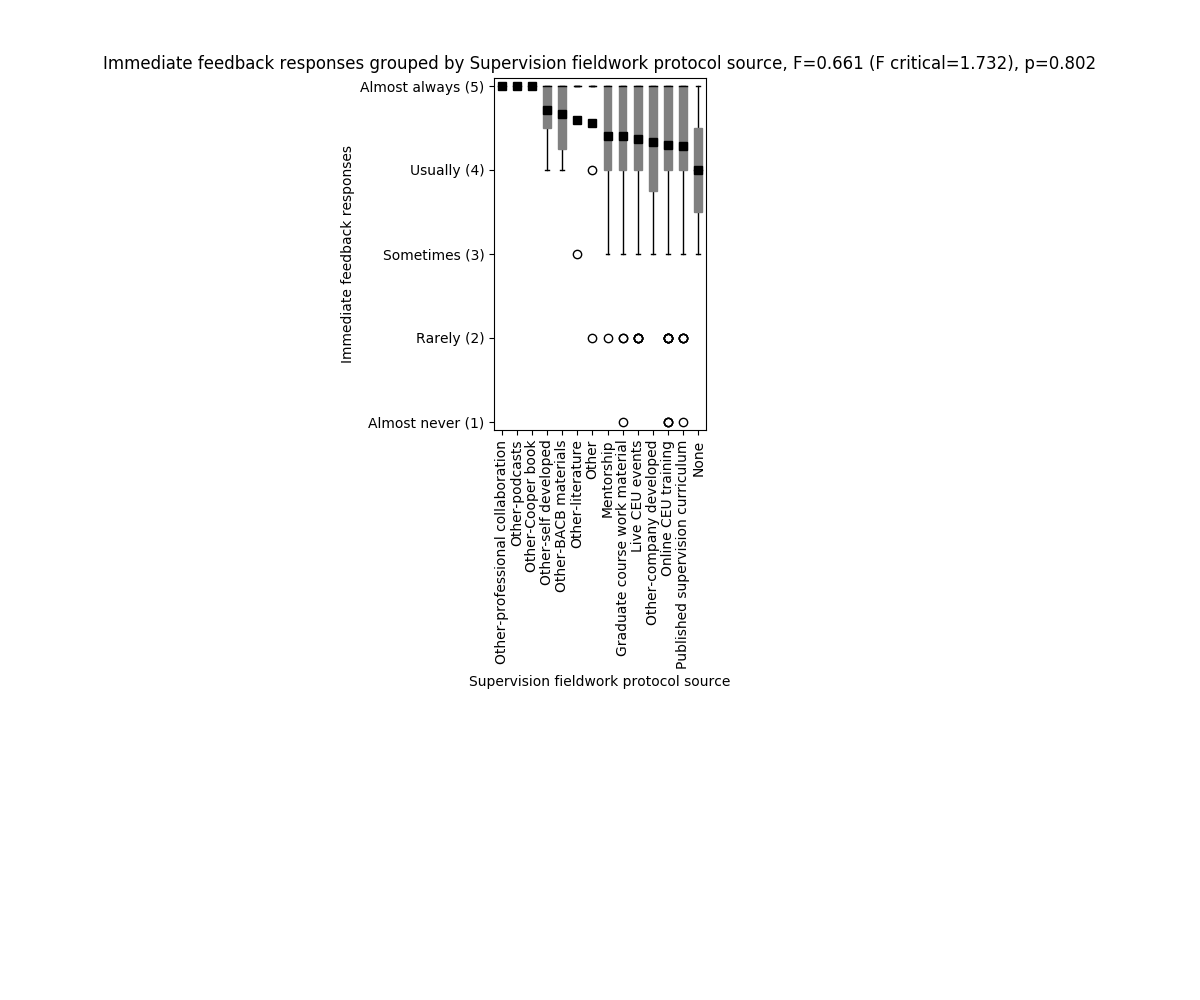 Immediate feedback responses grouped by Supervision fieldwork protocol source, F=0.661 (F critical=1.732), p=0.802
Immediate feedback responses
Almost always (5)
Usually (4)
Sometimes (3)
Rarely (2)
Almost never (1)
Other-professional collaboration
Other-podcasts
Other-Cooper book
Other-self developed
Other-BACB materials
Other-literature
Other
Mentorship
Graduate course work material
Live CEU events
Other-company developed
Online CEU training
Published supervision curriculum
None
Supervision fieldwork protocol source